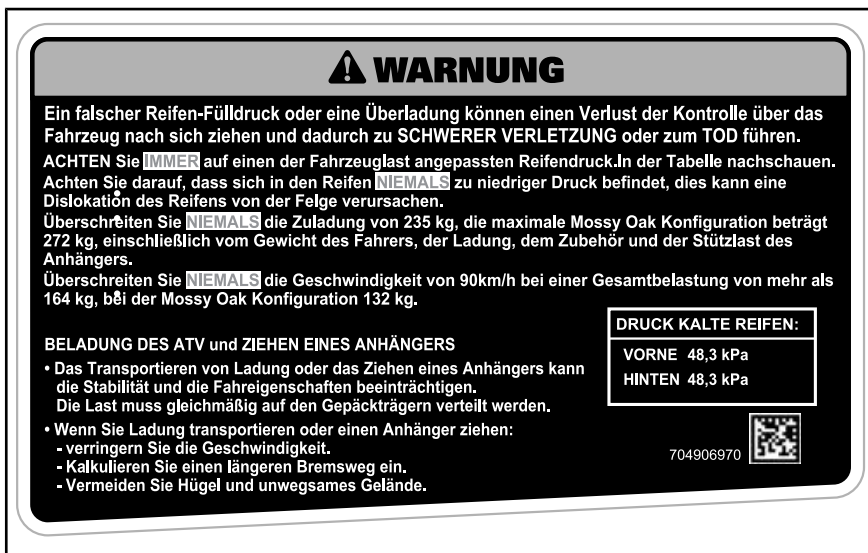 WARNUNG
Ein falscher Reifen-Fülldruck oder eine Überladung können einen Verlust der Kontrolle über das
Fahrzeug nach sich ziehen und dadurch zu SCHWERER VERLETZUNG oder zum TOD führen.
ACHTEN Sie IMMER auf einen der Fahrzeuglast angepassten Reifendruck.In der Tabelle nachschauen.
Achten Sie darauf, dass sich in den Reifen NIEMALS zu niedriger Druck befindet, dies kann eine
Dislokation des Reifens von der Felge verursachen.
Überschreiten Sie NIEMALS die Zuladung von 235 kg, die maximale Mossy Oak Konfiguration beträgt
272 kg, einschließlich vom Gewicht des Fahrers, der Ladung, dem Zubehör und der Stützlast des
Anhängers.
Überschreiten Sie NIEMALS die Geschwindigkeit von 90km/h bei einer Gesamtbelastung von mehr als
164 kg, bei der Mossy Oak Konfiguration 132 kg.
BELADUNG DES ATV und ZIEHEN EINES ANHÄNGERS
• Das Transportieren von Ladung oder das Ziehen eines Anhängers kann
die Stabilität und die Fahreigenschaften beeinträchtigen.
Die Last muss gleichmäßig auf den Gepäckträgern verteilt werden.
• Wenn Sie Ladung transportieren oder einen Anhänger ziehen:
- verringern Sie die Geschwindigkeit.
- Kalkulieren Sie einen längeren Bremsweg ein.
- Vermeiden Sie Hügel und unwegsames Gelände.
DRUCK KALTE REIFEN:
VORNE 48,3 kPa
HINTEN 48,3 kPa
704906970